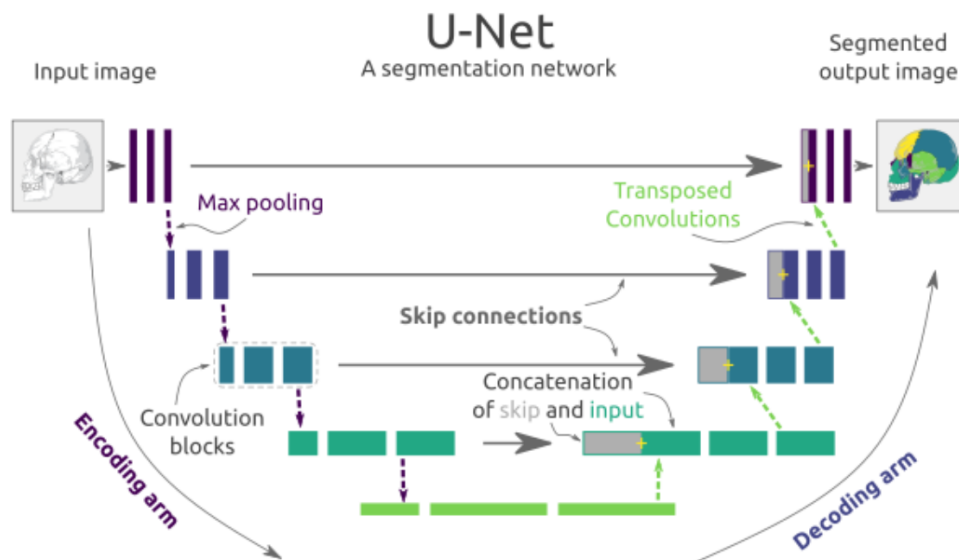 U-Net
A segmentation network
Input image
Segmented
output image
Max pooling
Transposed
Convolutions
Skip connections
Convolution
blocks
Concatenation
of skip and input
Encoding arm
Decoding arm